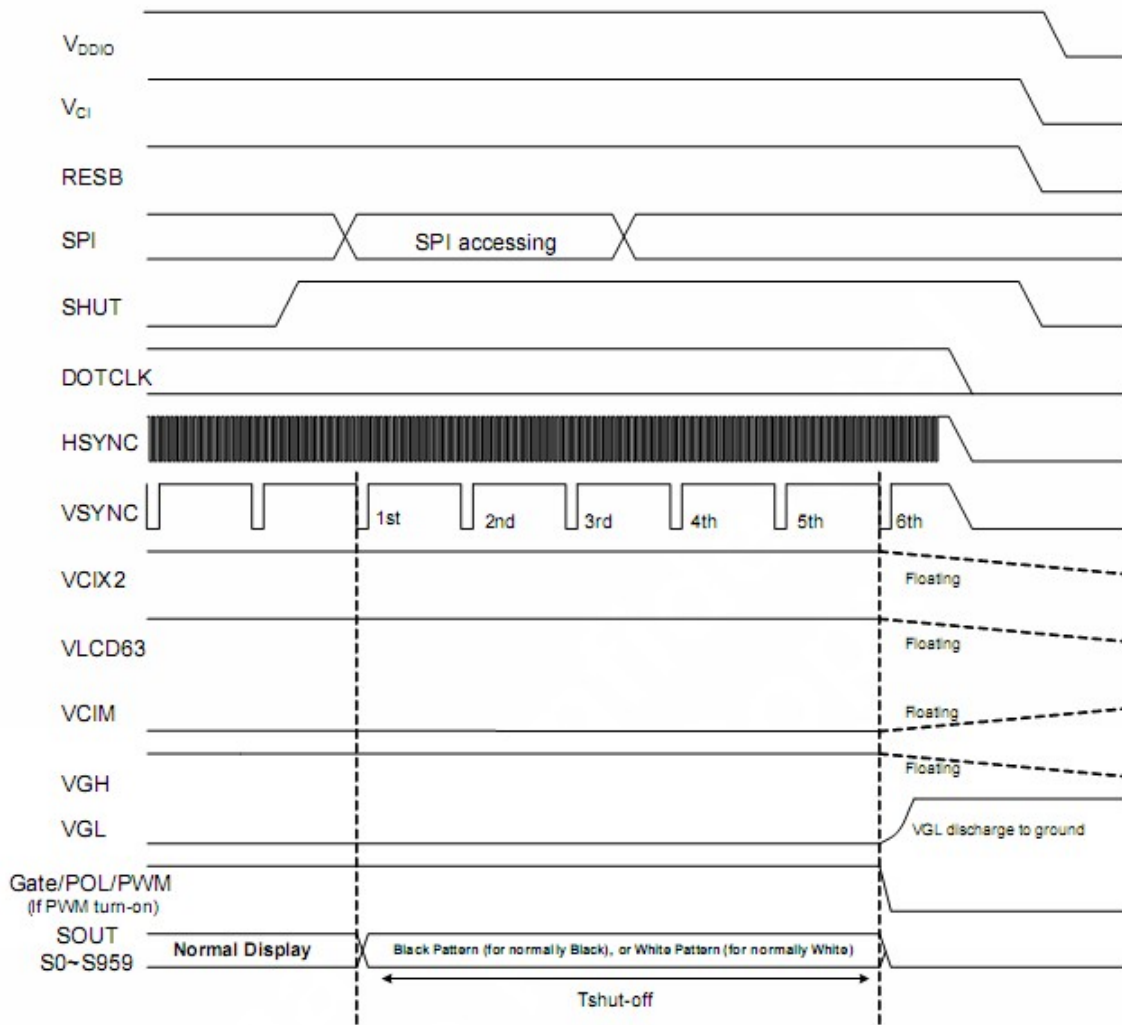 VDDIO
VCI
RESB
SPI
SPI accessing
SHUT
DOTCLK
HSYNC
VSYNC
1st
2nd
3rd
4th
5th
6th
VCIX2
Floating
VLCD63
Floating
VCIM
Floating
VGH
Floating
VGL
VGL discharge to ground
Gate/POL/PWM
(If PWM turn-on)
SOUT
S0~S959
Normal Display
Black Pattern (for normally Black), or White Pattern (for normally White)
Tshut-off